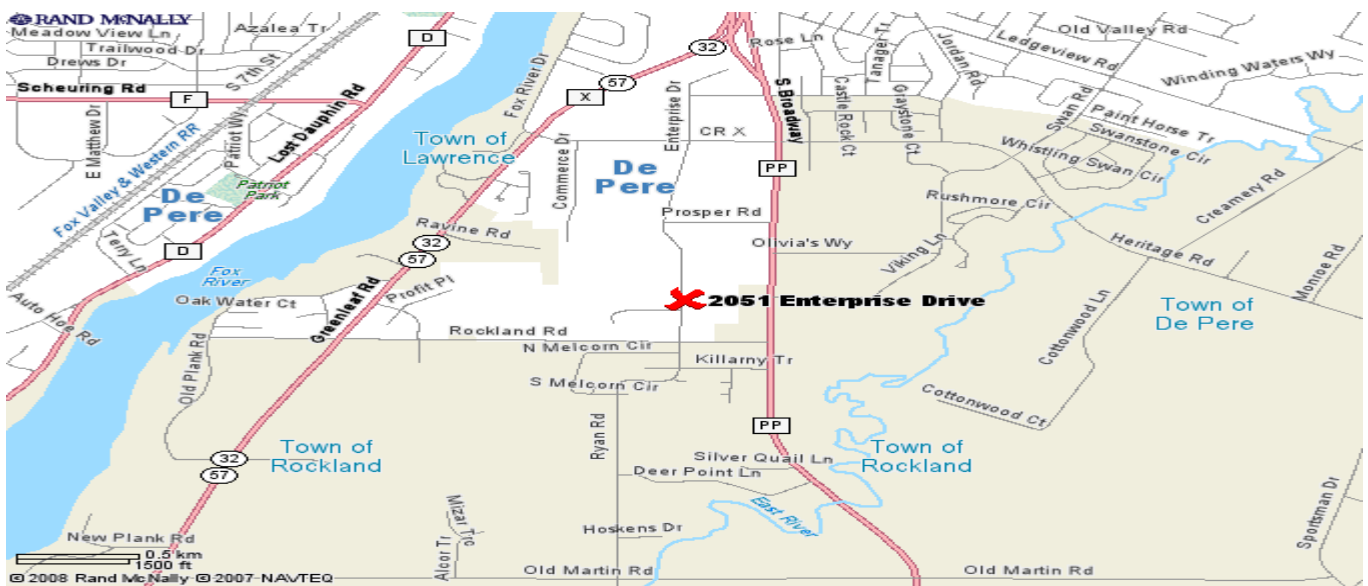 RAND MCNALLY
Meadow View Ln
Azalea Tr
Trailwood Dr
Drews Dr
Scheuring Rd
F
S 7th St
D
32
57
X
Rose Ln
Tanager Tr
Jordan Rd
Old Valley Rd
Ledgeview Rd
Winding Waters Wy
E Matthew Dr
Patriot Wy
Lost Dauphin Rd
Fox River Dr
Enterprise Dr
S Broadway
Castle Rock Ct
Graystone Ct
Swan Rd
Paint Horse Tr
Swanstone Cir
Whistling Swan Cir
Town of
Lawrence
Commerce Dr
CR X
De
Pere
PP
Fox Valley & Western RR
Patriot
Park
De
Pere
Creamery Rd
Rushmore Cir
Prosper Rd
Ravine Rd
32
57
Olivia's Wy
Viking Ln
Heritage Rd
Monroe Rd
Terry Ln
D
Fox
River
Auto Hoe Rd
Oak Water Ct
Profit Pl
Greenleaf Rd
2051 Enterprise Drive
Cottonwood Ln
Town of
De Pere
Rockland Rd
N Melcorn Cir
Killarny Tr
S Melcorn Cir
Old Plank Rd
Cottonwood Ct
Ryan Rd
PP
Town of
Rockland
32
57
Silver Quail Ln
Deer Point Ln
Town of
Rockland
East River
Mizar Trc
Alcor Tr
Hoskens Dr
Sportsman Dr
New Plank Rd
0.5 km
1500 ft
Old Martin Rd
Old Martin Rd
© 2008 Rand McNally © 2007 NAVTEQ